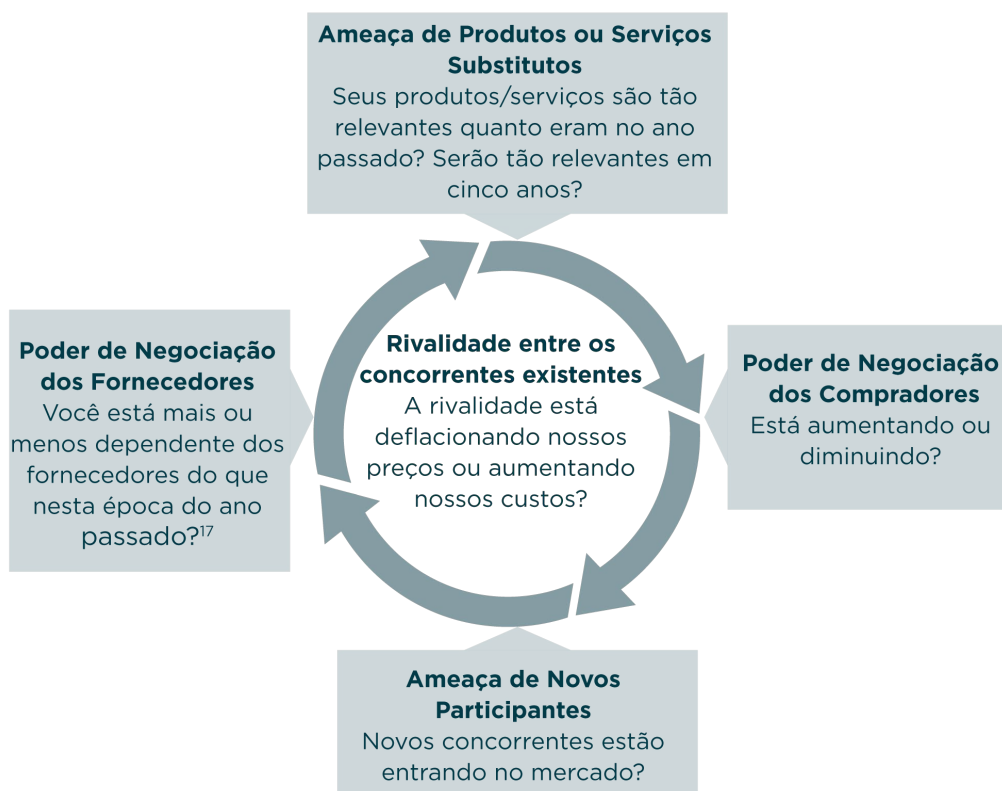 Ameaça de Produtos ou Serviços
Substitutos
Seus produtos/serviços são tão
relevantes quanto eram no ano
passado? Serão tão relevantes em
cinco anos?
Poder de Negociação
dos Fornecedores
Você está mais ou
menos dependente dos
fornecedores do que
nesta época do ano
passado?¹⁷
Rivalidade entre os
concorrentes existentes
A rivalidade está
deflacionando nossos
preços ou aumentando
nossos custos?
Poder de Negociação
dos Compradores
Está aumentando ou
diminuindo?
Ameaça de Novos
Participantes
Novos concorrentes estão
entrando no mercado?